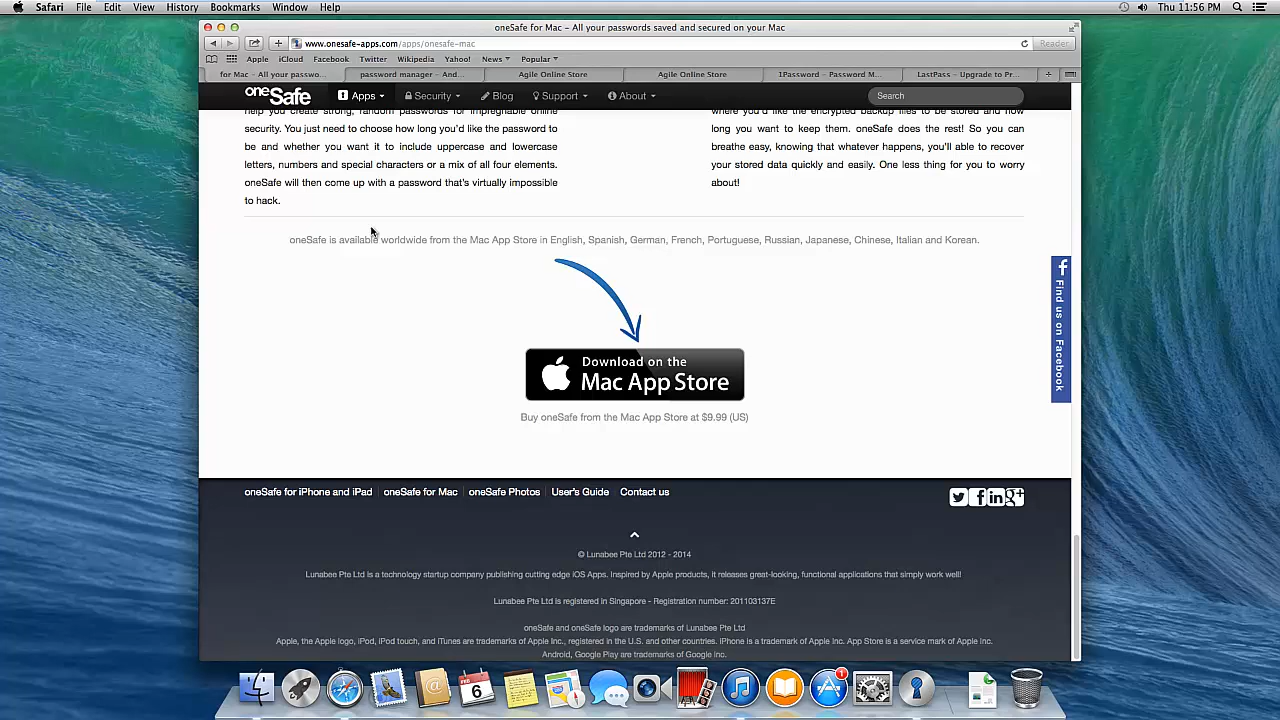 Safari File Edit View History Bookmarks Window Help Thu 11:56 PM
oneSafe for Mac – All your passwords saved and secured on your Mac
www.onesafe-apps.com/apps/onesafe-mac Reader
Apple iCloud Facebook Twitter Wikipedia Yahoo! News Popular
for Mac – All your passwo... password manager – And... Agile Online Store Agile Online Store 1Password – Password M... LastPass – Upgrade to Pr...
oneSafe Apps Security Blog Support About Search
help you create strong, random passwords for impregnable online
security. You just need to choose how long you'd like the password to
be and whether you want it to include uppercase and lowercase
letters, numbers and special characters or a mix of all four elements.
oneSafe will then come up with a password that's virtually impossible
to hack.
where you'd like the encrypted backup files to be stored and how
long you want to keep them. oneSafe does the rest! So you can
breathe easy, knowing that whatever happens, you'll able to recover
your stored data quickly and easily. One less thing for you to worry
about!
oneSafe is available worldwide from the Mac App Store in English, Spanish, German, French, Portuguese, Russian, Japanese, Chinese, Italian and Korean.
Find us on Facebook
Download on the
Mac App Store
Buy oneSafe from the Mac App Store at $9.99 (US)
oneSafe for iPhone and iPad oneSafe for Mac oneSafe Photos User's Guide Contact us
© Lunabee Pte Ltd 2012 - 2014
Lunabee Pte Ltd is a technology startup company publishing cutting edge iOS Apps. Inspired by Apple products, it releases great-looking, functional applications that simply work well!
Lunabee Pte Ltd is registered in Singapore - Registration number: 201103137E
oneSafe and oneSafe logo are trademarks of Lunabee Pte Ltd
Apple, the Apple logo, iPod, iPod touch, and iTunes are trademarks of Apple Inc., registered in the U.S. and other countries. iPhone is a trademark of Apple Inc. App Store is a service mark of Apple Inc.
Android, Google Play are trademarks of Google Inc.
FEB
6
1